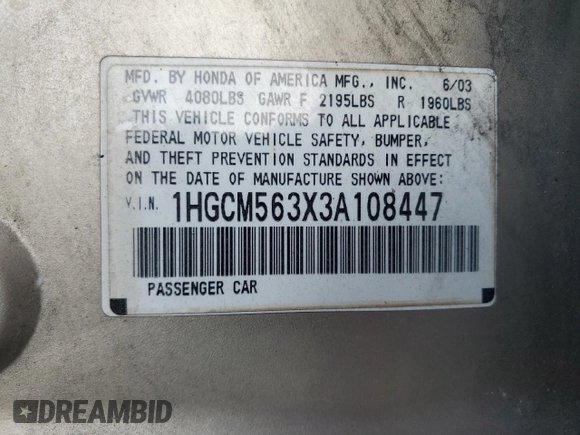 MFD. BY HONDA OF AMERICA MFG., INC. 6/03
GVWR 4080LBS GAWR F 2195LBS R 1960LBS
THIS VEHICLE CONFORMS TO ALL APPLICABLE
FEDERAL MOTOR VEHICLE SAFETY, BUMPER,
AND THEFT PREVENTION STANDARDS IN EFFECT
ON THE DATE OF MANUFACTURE SHOWN ABOVE:
V.I.N. 1HGCM563X3A108447
PASSENGER CAR
DREAMBID